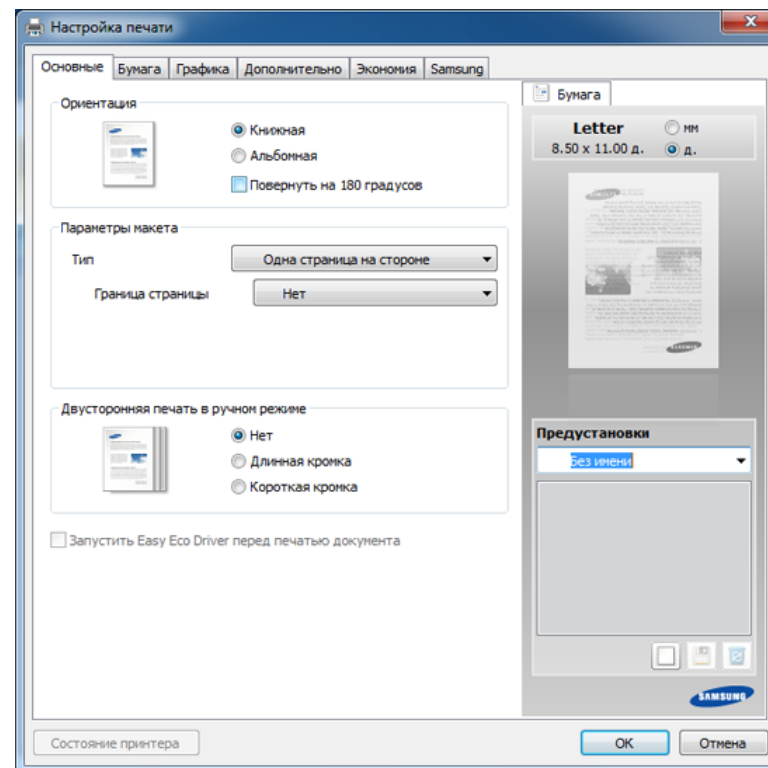 Настройка печати
Основные Бумага Графика Дополнительно Экономия Samsung
Ориентация
Книжная
Альбомная
Повернуть на 180 градусов
Параметры макета
Тип Одна страница на стороне
Граница страницы Нет
Двусторонняя печать в ручном режиме
Нет
Длинная кромка
Короткая кромка
Запустить Easy Eco Driver перед печатью документа
Бумага
Letter мм
8.50 x 11.00 д. д.
SAMSUNG
Предустановки
Без имени
SAMSUNG
Состояние принтера OK Отмена